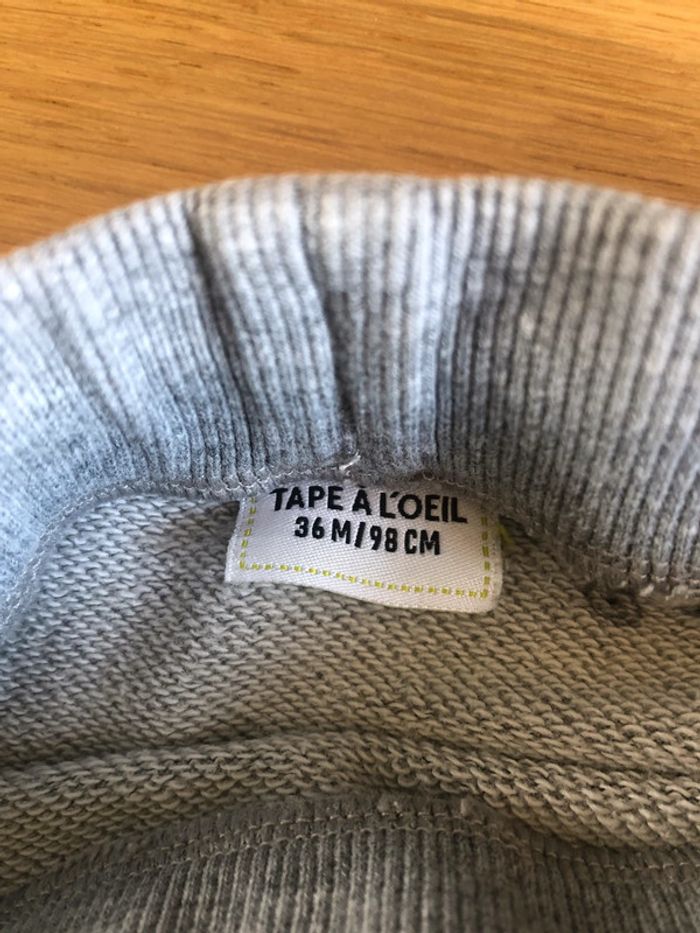 TAPE À L'OEIL
36 M/98 CM